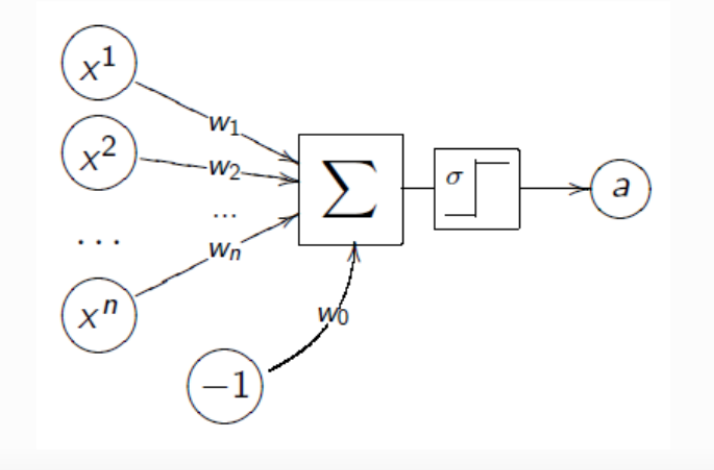 x¹
w₁
x²
w₂
...
∑
σ
a
...
wₙ
xⁿ
w₀
−1